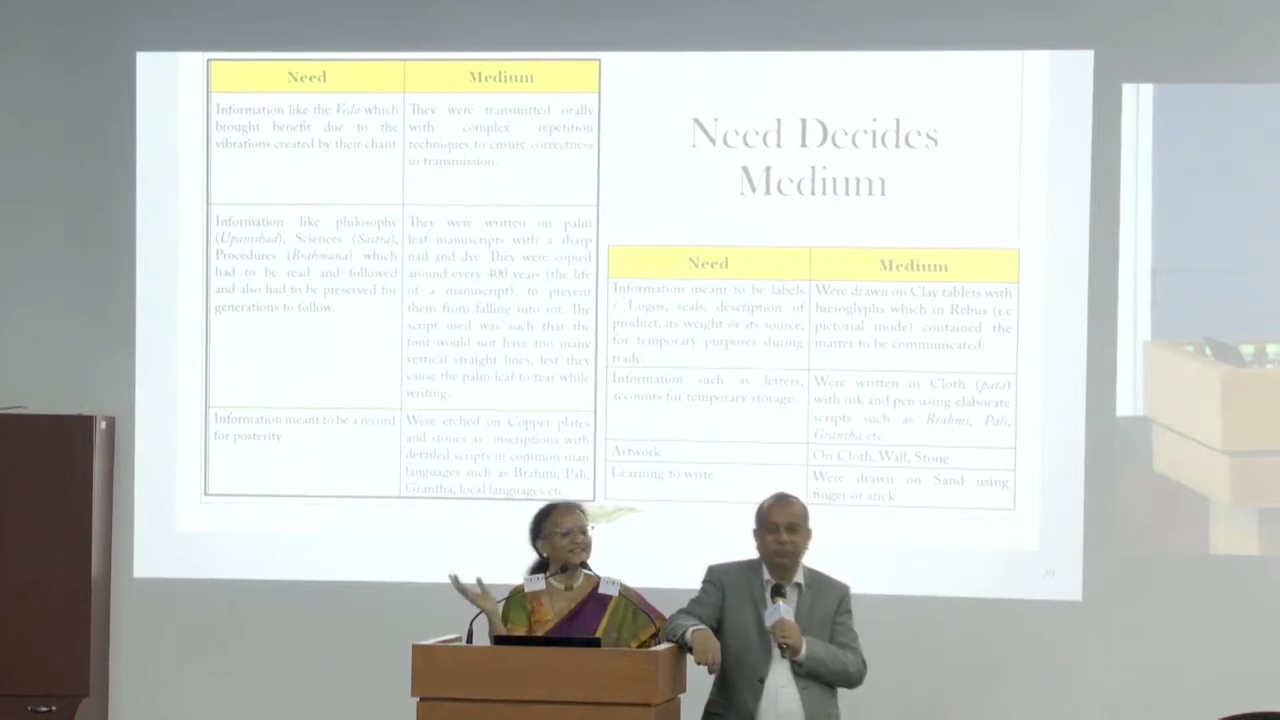 Need
Medium
Information like the Veda which
brought benefit due to the
vibrations created by their chant
They were transmitted orally
with complex repetition
techniques to ensure correctness
in transmission.
Information like philosophy
(Upanishad), Sciences (Sastra),
Procedures (Brahmana) which
had to be read and followed
and also had to be preserved for
generations to follow.
They were written on palm
leaf manuscripts with a sharp
nail and dye. They were copied
around every 400 years (the life
of a manuscript), to prevent
them from falling into rot. The
script used was such that the
font would not have too many
vertical straight lines, lest they
cause the palm leaf to tear while
writing.
Information meant to be a record
for posterity
Were etched on Copper plates
and stones as inscriptions with
detailed scripts in common man
languages such as Brahmi, Pali,
Grantha, local languages etc
Need Decides
Medium
Need
Medium
Information meant to be labels
/ Logos, seals, description of
product, its weight or its source,
for temporary purposes during
trade
Were drawn on Clay tablets with
hieroglyphs which in Rebus (i.e
pictorial mode) contained the
matter to be communicated.
Information such as letters,
accounts for temporary storage
Were written in Cloth (pata)
with ink and pen using elaborate
scripts such as Brahmi, Pali,
Grantha etc
Artwork
On Cloth, Wall, Stone
Learning to write
Were drawn on Sand using
finger or stick